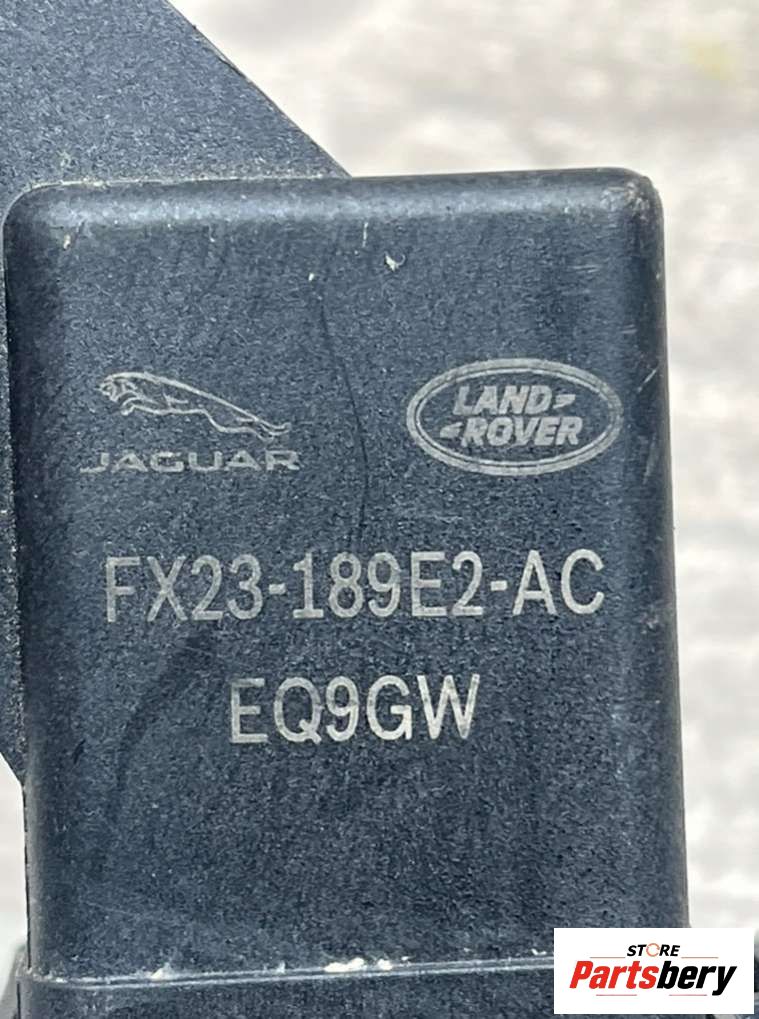 JAGUAR
LAND
ROVER
FX23-189E2-AC
EQ9GW
STORE
Partsbery